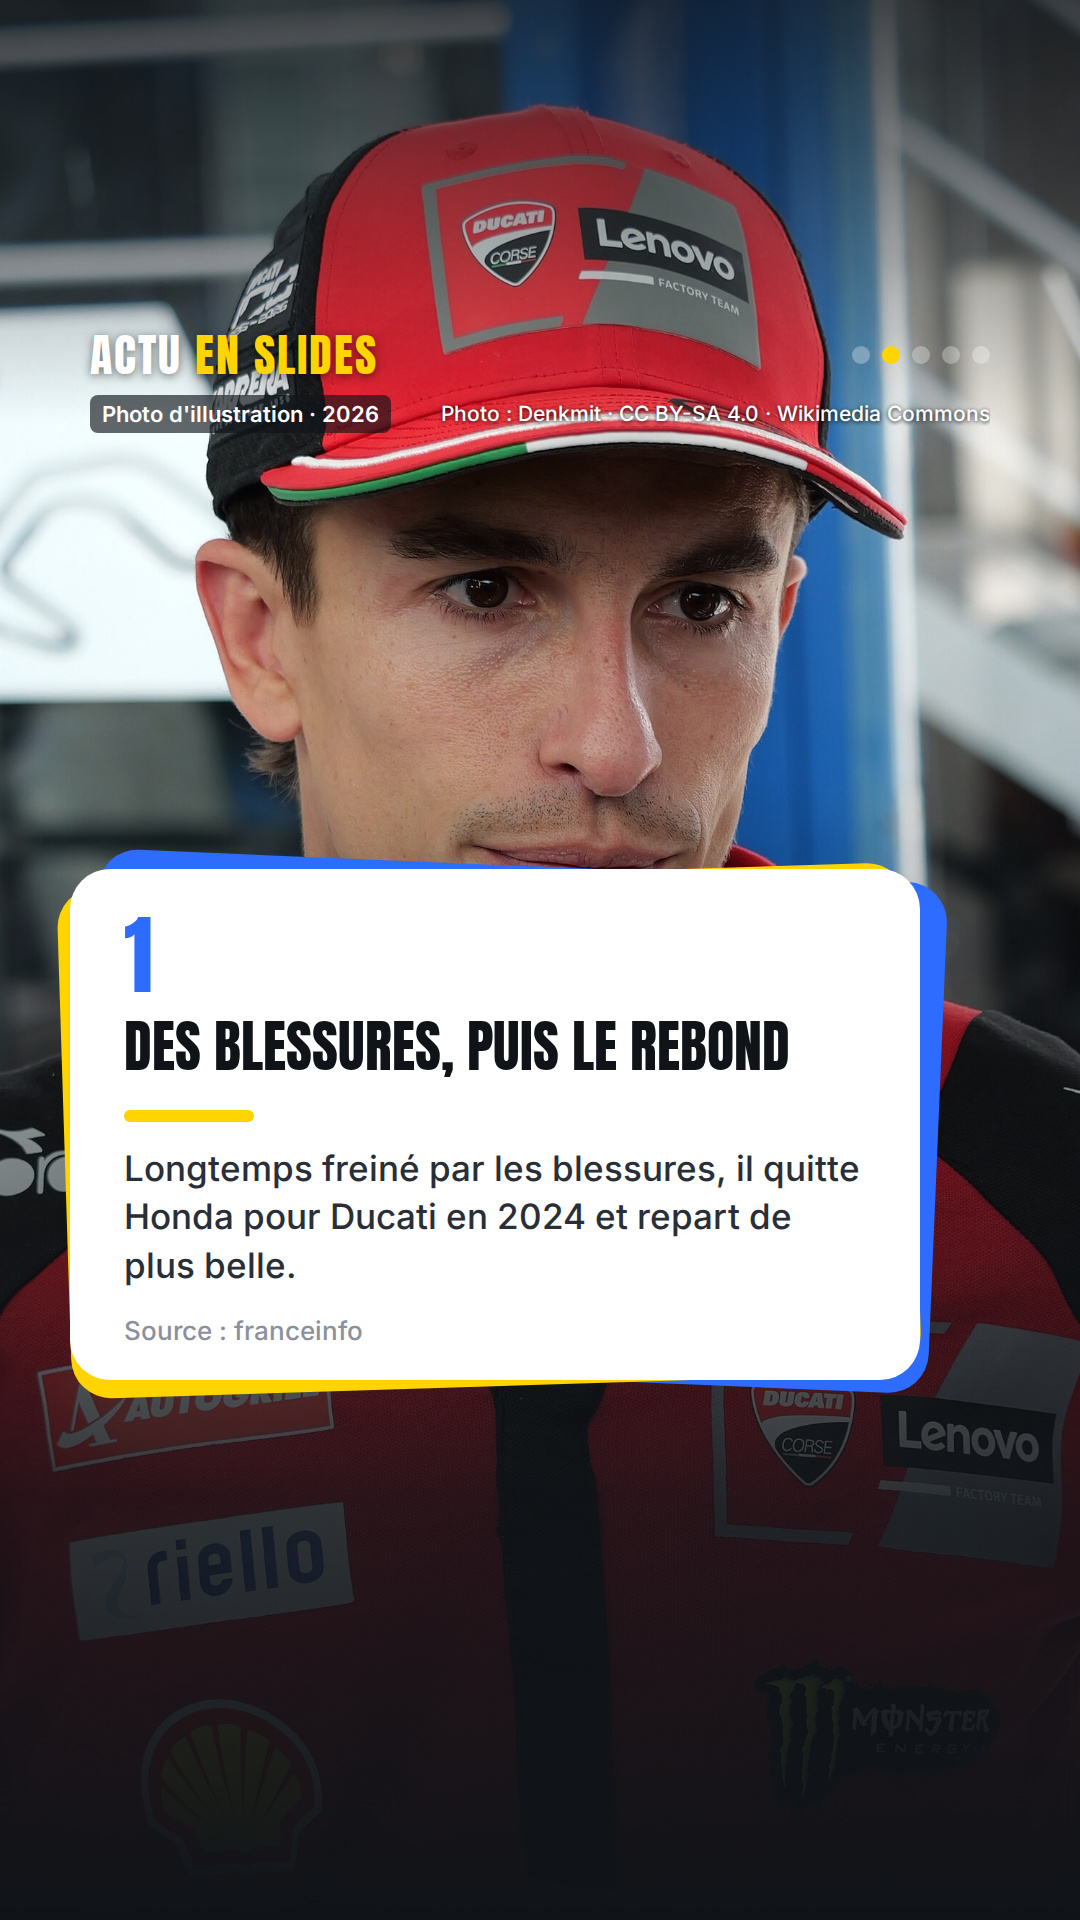 DUCATI
CORSE
Lenovo
FACTORY TEAM
ACTU EN SLIDES
Photo d'illustration · 2026
Photo : Denkmit · CC BY-SA 4.0 · Wikimedia Commons
1
DES BLESSURES, PUIS LE REBOND
Longtemps freiné par les blessures, il quitte
Honda pour Ducati en 2024 et repart de
plus belle.
Source : franceinfo
DUCATI
CORSE
Lenovo
FACTORY TEAM
riello
MONSTER
ENERGY